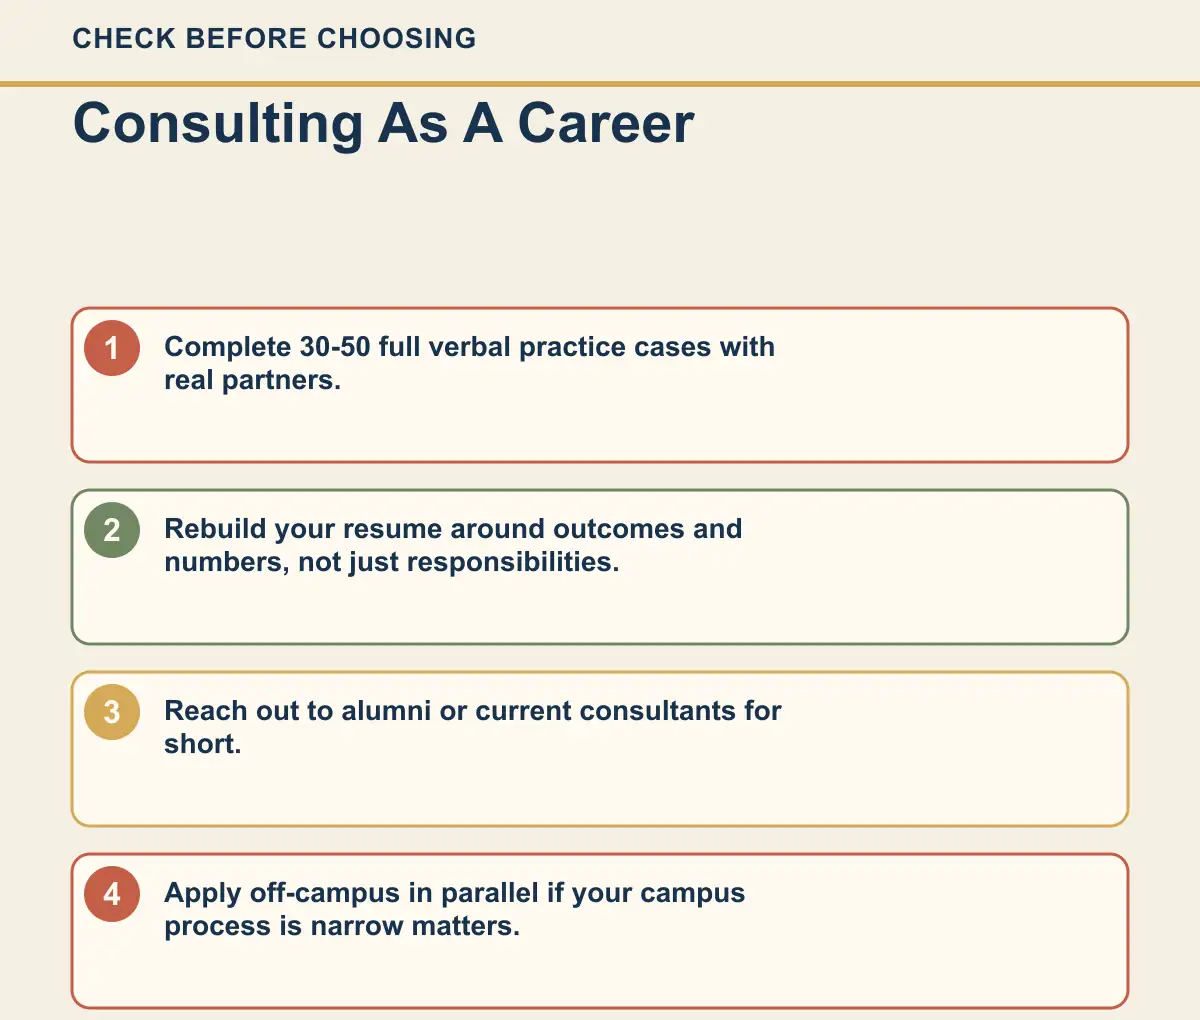 CHECK BEFORE CHOOSING
Consulting As A Career
1
Complete 30-50 full verbal practice cases with
real partners.
2
Rebuild your resume around outcomes and
numbers, not just responsibilities.
3
Reach out to alumni or current consultants for
short.
4
Apply off-campus in parallel if your campus
process is narrow matters.